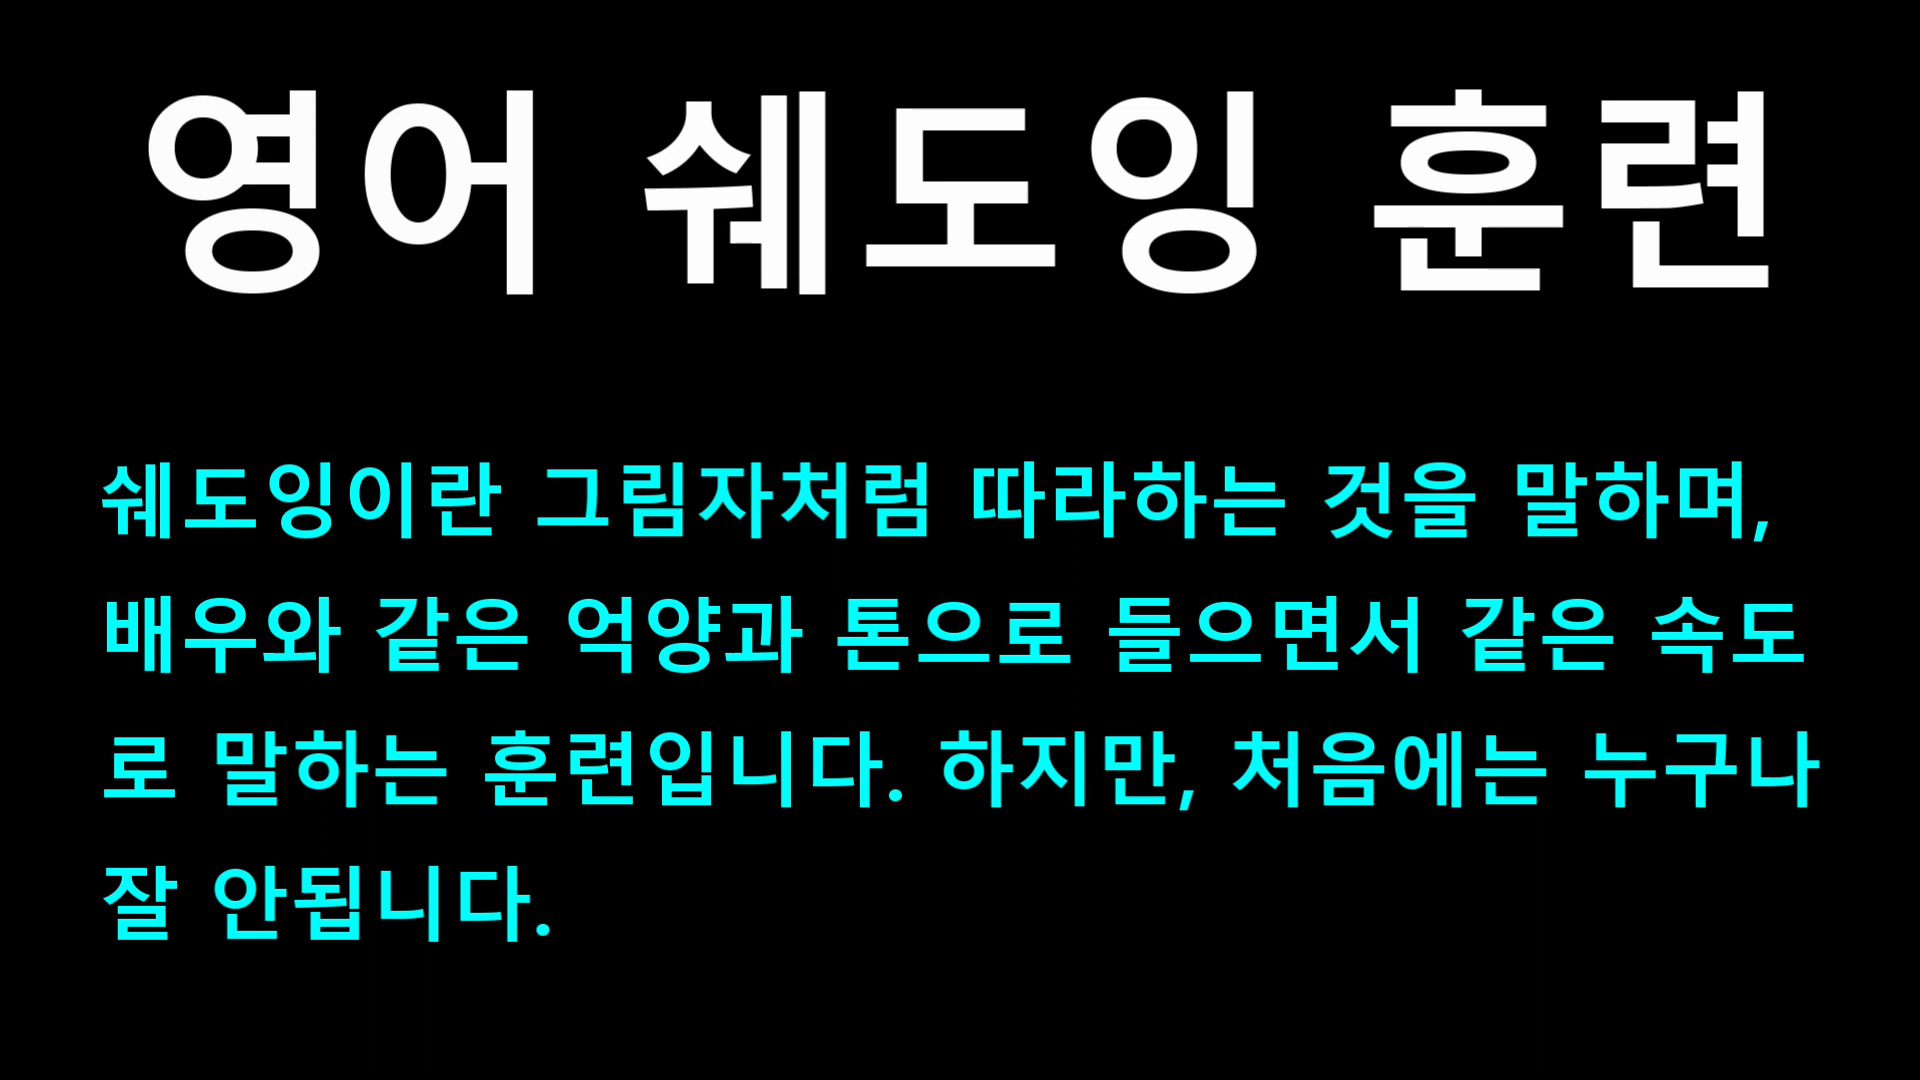 영어 쉐도잉 훈련
쉐도잉이란 그림자처럼 따라하는 것을 말하며,
배우와 같은 억양과 톤으로 들으면서 같은 속도
로 말하는 훈련입니다. 하지만, 처음에는 누구나
잘 안됩니다.